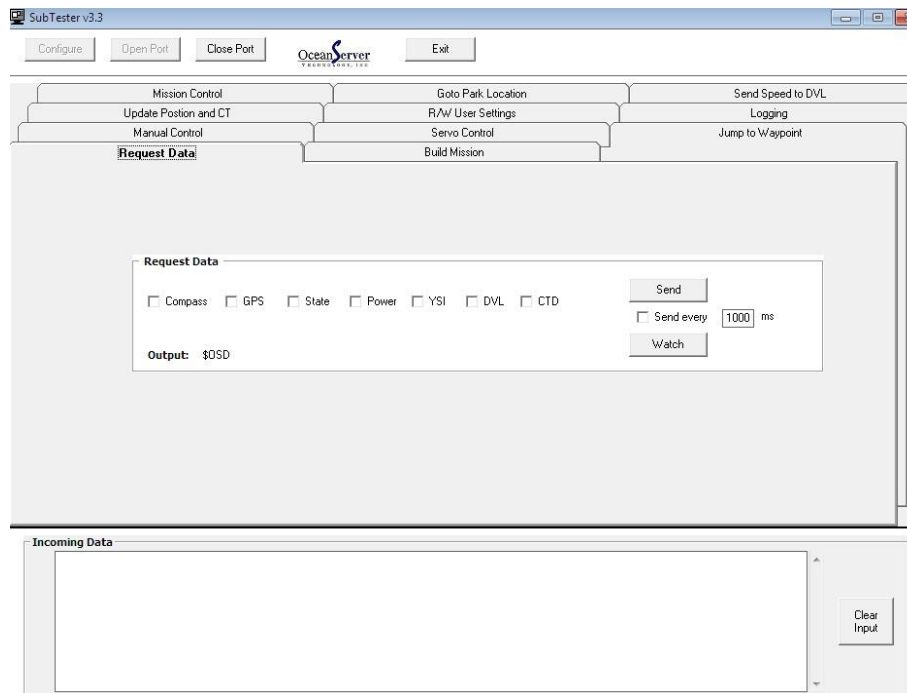 SubTester v3.3
Configure Open Port Close Port OceanServer Exit
TECHNOLOGY, INC
Mission Control Goto Park Location Send Speed to DVL
Update Postion and CT R/W User Settings Logging
Manual Control Servo Control Jump to Waypoint
Request Data Build Mission
Request Data
Compass GPS State Power YSI DVL CTD
Send
Send every 1000 ms
Watch
Output: $OSD
Incoming Data
Clear
Input